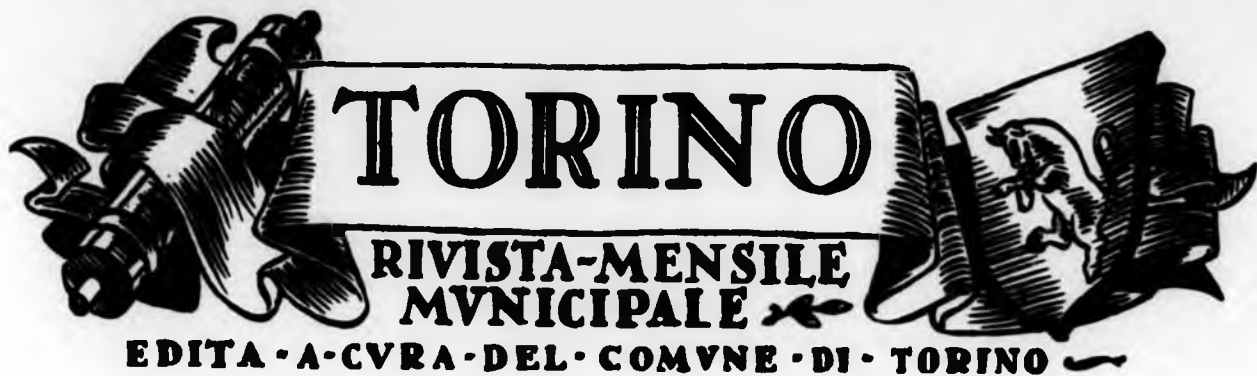 TORINO
RIVISTA-MENSILE
MVNICIPALE
EDITA-A-CVRA-DEL-COMVNE-DI-TORINO